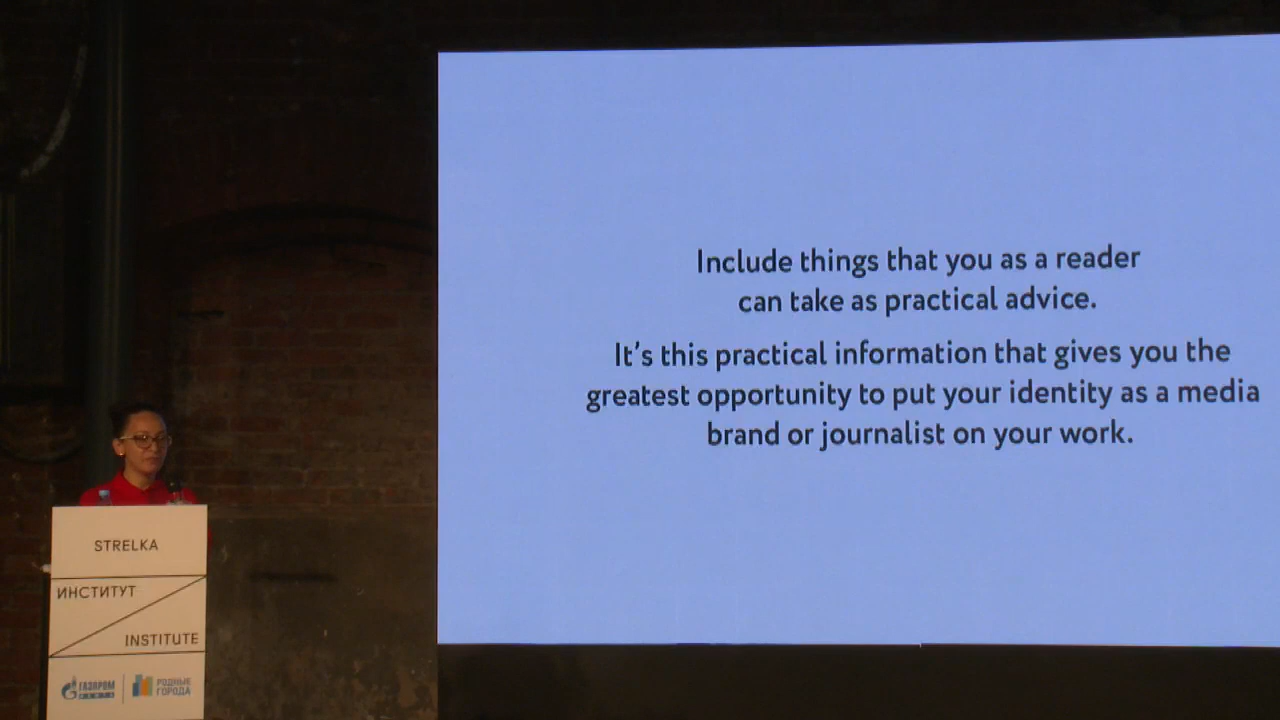 Include things that you as a reader
can take as practical advice.
It's this practical information that gives you the
greatest opportunity to put your identity as a media
brand or journalist on your work.
STRELKA
ИНСТИТУТ
INSTITUTE
ГАЗПРОМ
НЕФТЬ
РОДНЫЕ
ГОРОДА